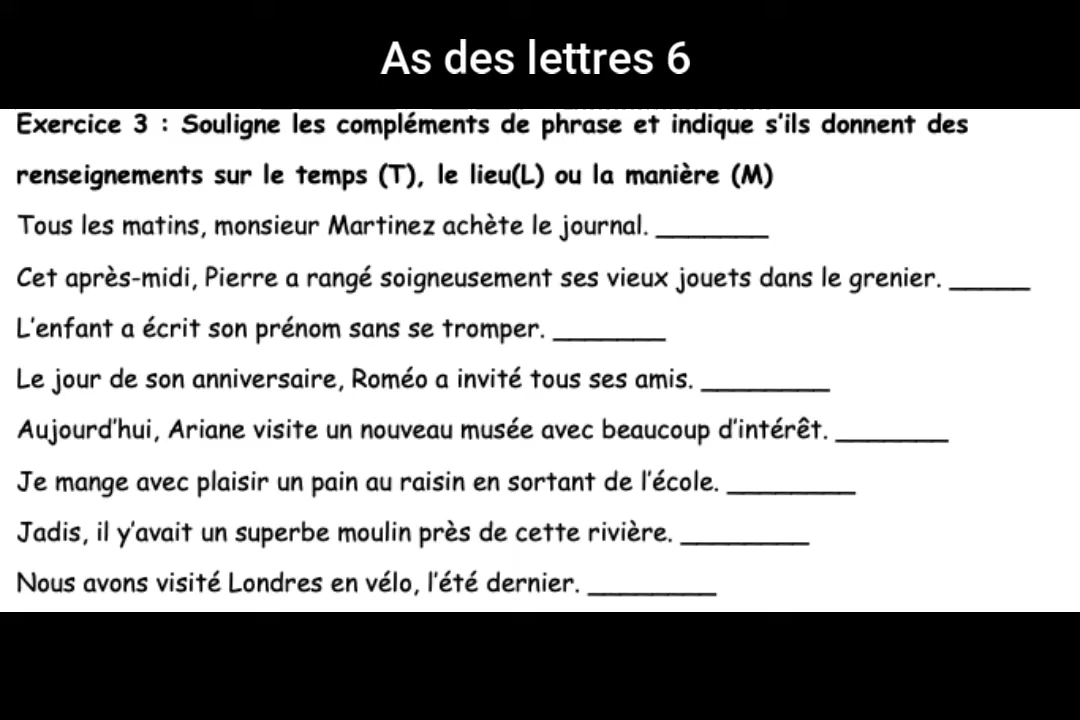 As des lettres 6
Exercice 3 : Souligne les compléments de phrase et indique s'ils donnent des
renseignements sur le temps (T), le lieu(L) ou la manière (M)
Tous les matins, monsieur Martinez achète le journal. _______
Cet après-midi, Pierre a rangé soigneusement ses vieux jouets dans le grenier. _____
L'enfant a écrit son prénom sans se tromper. _______
Le jour de son anniversaire, Roméo a invité tous ses amis. ________
Aujourd'hui, Ariane visite un nouveau musée avec beaucoup d'intérêt. _______
Je mange avec plaisir un pain au raisin en sortant de l'école. ________
Jadis, il y'avait un superbe moulin près de cette rivière. ________
Nous avons visité Londres en vélo, l'été dernier. ________